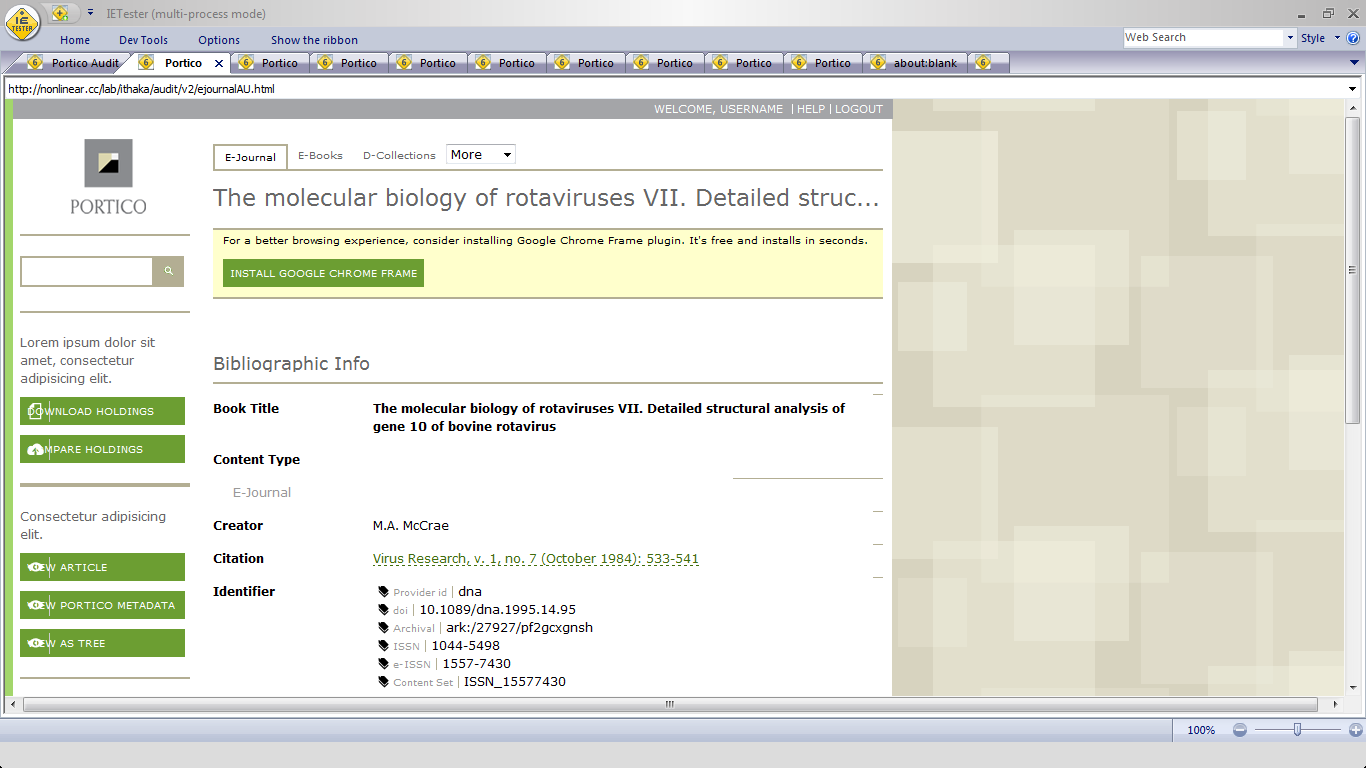 IETester (multi-process mode)
Home Dev Tools Options Show the ribbon
Web Search Style
Portico Audit Portico Portico Portico Portico Portico Portico Portico Portico Portico about:blank
http://nonlinear.cc/lab/ithaka/audit/v2/ejournalAU.html
WELCOME, USERNAME | HELP | LOGOUT
PORTICO
E-Journal E-Books D-Collections More
The molecular biology of rotaviruses VII. Detailed struc...
For a better browsing experience, consider installing Google Chrome Frame plugin. It's free and installs in seconds.
INSTALL GOOGLE CHROME FRAME
Lorem ipsum dolor sit
amet, consectetur
adipisicing elit.
DOWNLOAD HOLDINGS
MPARE HOLDINGS
Consectetur adipisicing
elit.
VIEW ARTICLE
VIEW PORTICO METADATA
VIEW AS TREE
Bibliographic Info
Book Title The molecular biology of rotaviruses VII. Detailed structural analysis of
gene 10 of bovine rotavirus
Content Type
E-Journal
Creator M.A. McCrae
Citation Virus Research, v. 1, no. 7 (October 1984): 533-541
Identifier Provider id | dna
doi | 10.1089/dna.1995.14.95
Archival | ark:/27927/pf2gcxgnsh
ISSN | 1044-5498
e-ISSN | 1557-7430
Content Set | ISSN_15577430
100%